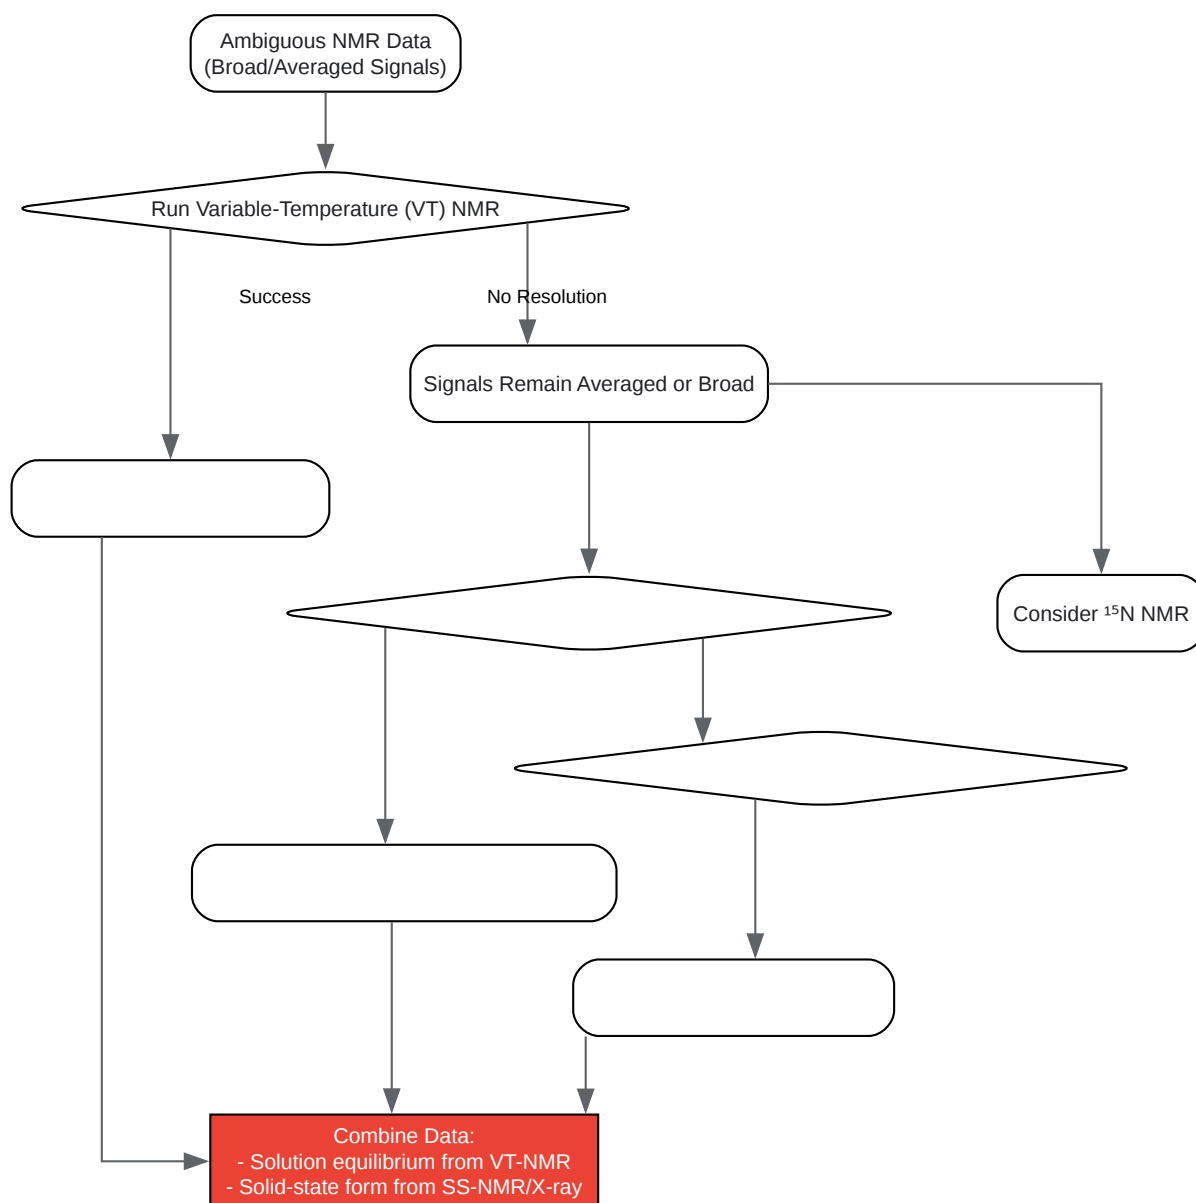 Ambiguous NMR Data
(Broad/Averaged Signals)
Run Variable-Temperature (VT) NMR
Success
No Resolution
Signals Remain Averaged or Broad
Consider ¹⁵N NMR
Combine Data:
- Solution equilibrium from VT-NMR
- Solid-state form from SS-NMR/X-ray